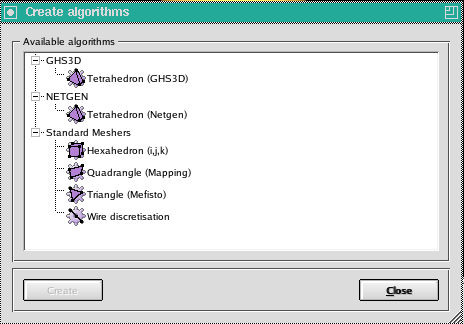 Create algorithms
Available algorithms
GHS3D
Tetrahedron (GHS3D)
NETGEN
Tetrahedron (Netgen)
Standard Meshers
Hexahedron (i,j,k)
Quadrangle (Mapping)
Triangle (Mefisto)
Wire discretisation
Create
Close